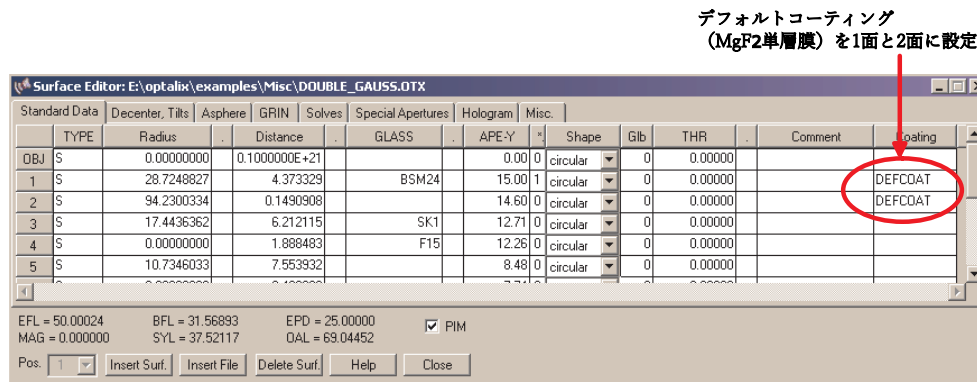 デフォルトコーティング
（MgF2単層膜）を1面と2面に設定
Surface Editor: E:\optalix\examples\Misc\DOUBLE_GAUSS.OTX
Standard Data Decenter, Tilts Asphere GRIN Solves Special Apertures Hologram Misc.
TYPE Radius . Distance . GLASS . APE-Y * Shape Glb THR . Comment Coating
OBJ S 0.00000000 0.1000000E+21 0.00 0 circular 0 0.00000
1 S 28.7248827 4.373329 BSM24 15.00 1 circular 0 0.00000 DEFCOAT
2 S 94.2300334 0.1490908 14.60 0 circular 0 0.00000 DEFCOAT
3 S 17.4436362 6.212115 SK1 12.71 0 circular 0 0.00000
4 S 0.00000000 1.888483 F15 12.26 0 circular 0 0.00000
5 S 10.7346033 7.553932 8.48 0 circular 0 0.00000
EFL = 50.00024 BFL = 31.56893 EPD = 25.00000 PIM
MAG = 0.000000 SYL = 37.52117 OAL = 69.04452
Pos. 1 Insert Surf. Insert File Delete Surf. Help Close